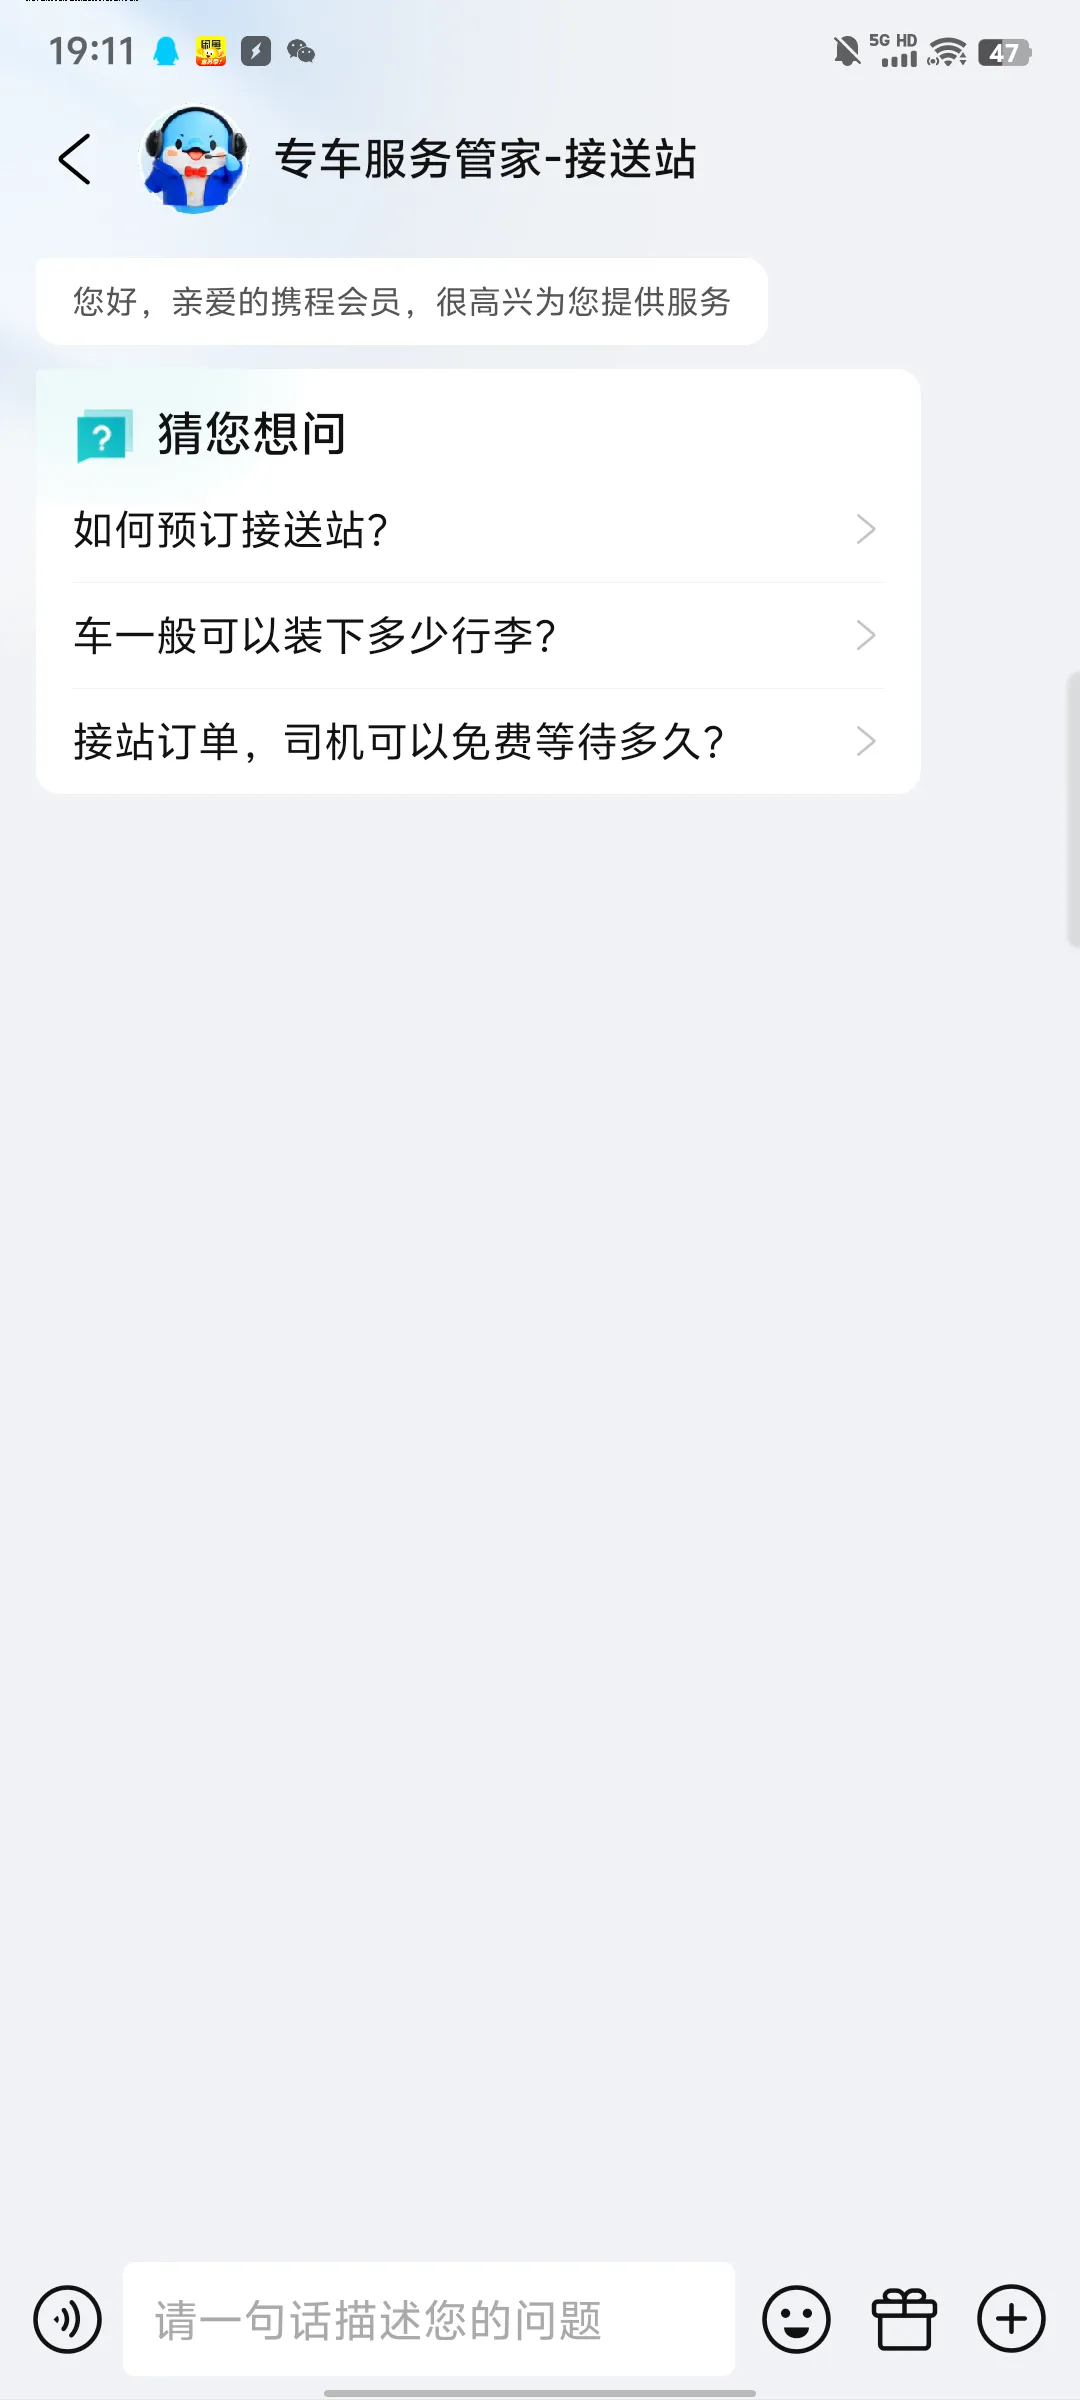 19:11
5G HD
47
专车服务管家-接送站
您好，亲爱的携程会员，很高兴为您提供服务
猜您想问
如何预订接送站？
车一般可以装下多少行李？
接站订单，司机可以免费等待多久？
请一句话描述您的问题